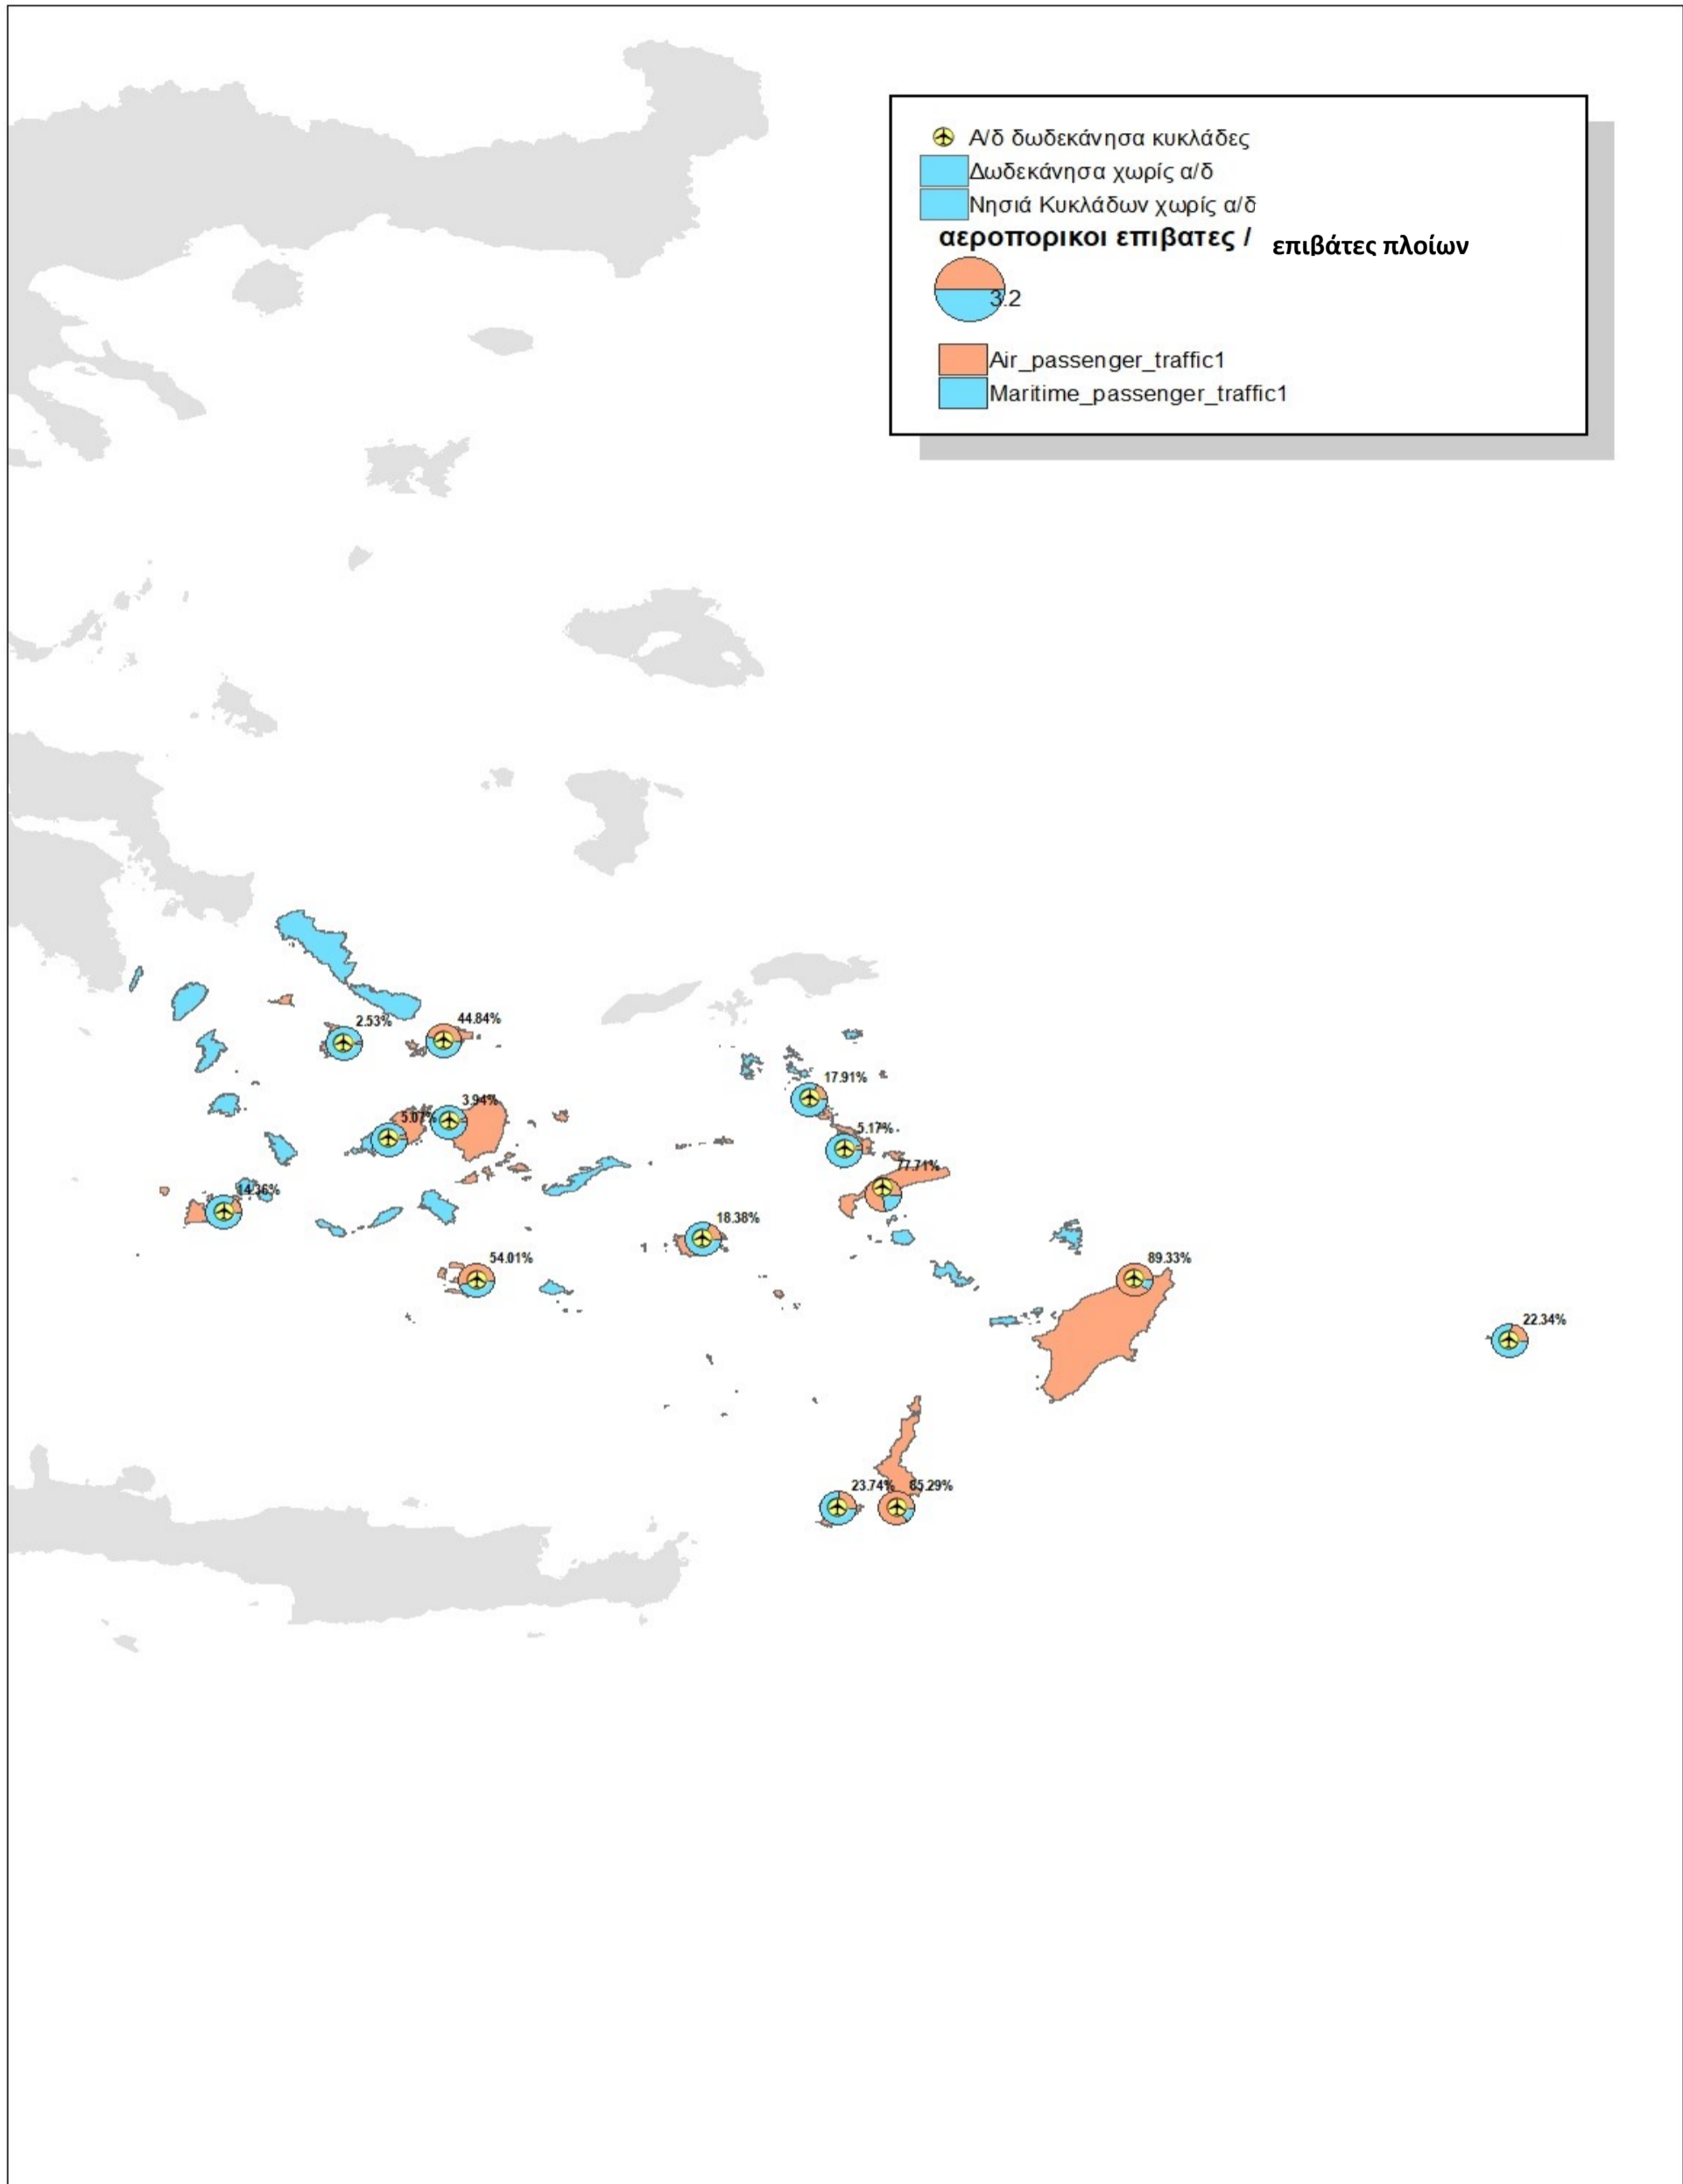 Α/δ δωδεκάνησα κυκλάδες
Δωδεκάνησα χωρίς α/δ
Νησιά Κυκλάδων χωρίς α/δ
αεροπορικοι επιβατες / επιβάτες πλοίων
3.2
Air_passenger_traffic1
Maritime_passenger_traffic1
2.53%
44.84%
17.91%
3.94%
5.07%
5.17%
77.71%
14.36%
18.38%
54.01%
89.33%
22.34%
23.74%
85.29%